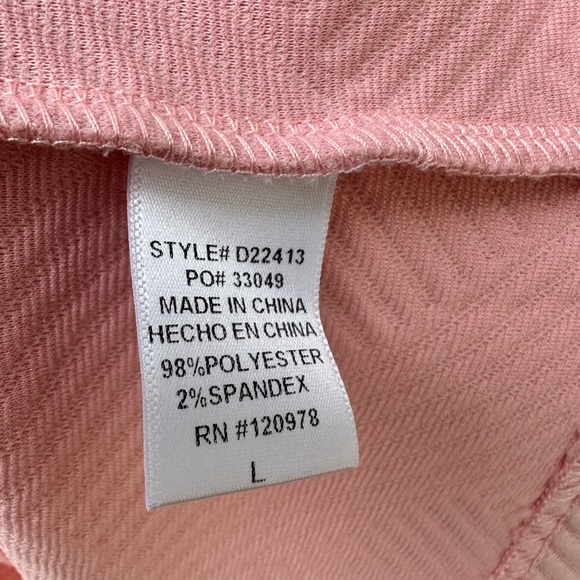 STYLE# D22413
PO# 33049
MADE IN CHINA
HECHO EN CHINA
98%POLYESTER
2%SPANDEX
RN #120978
L